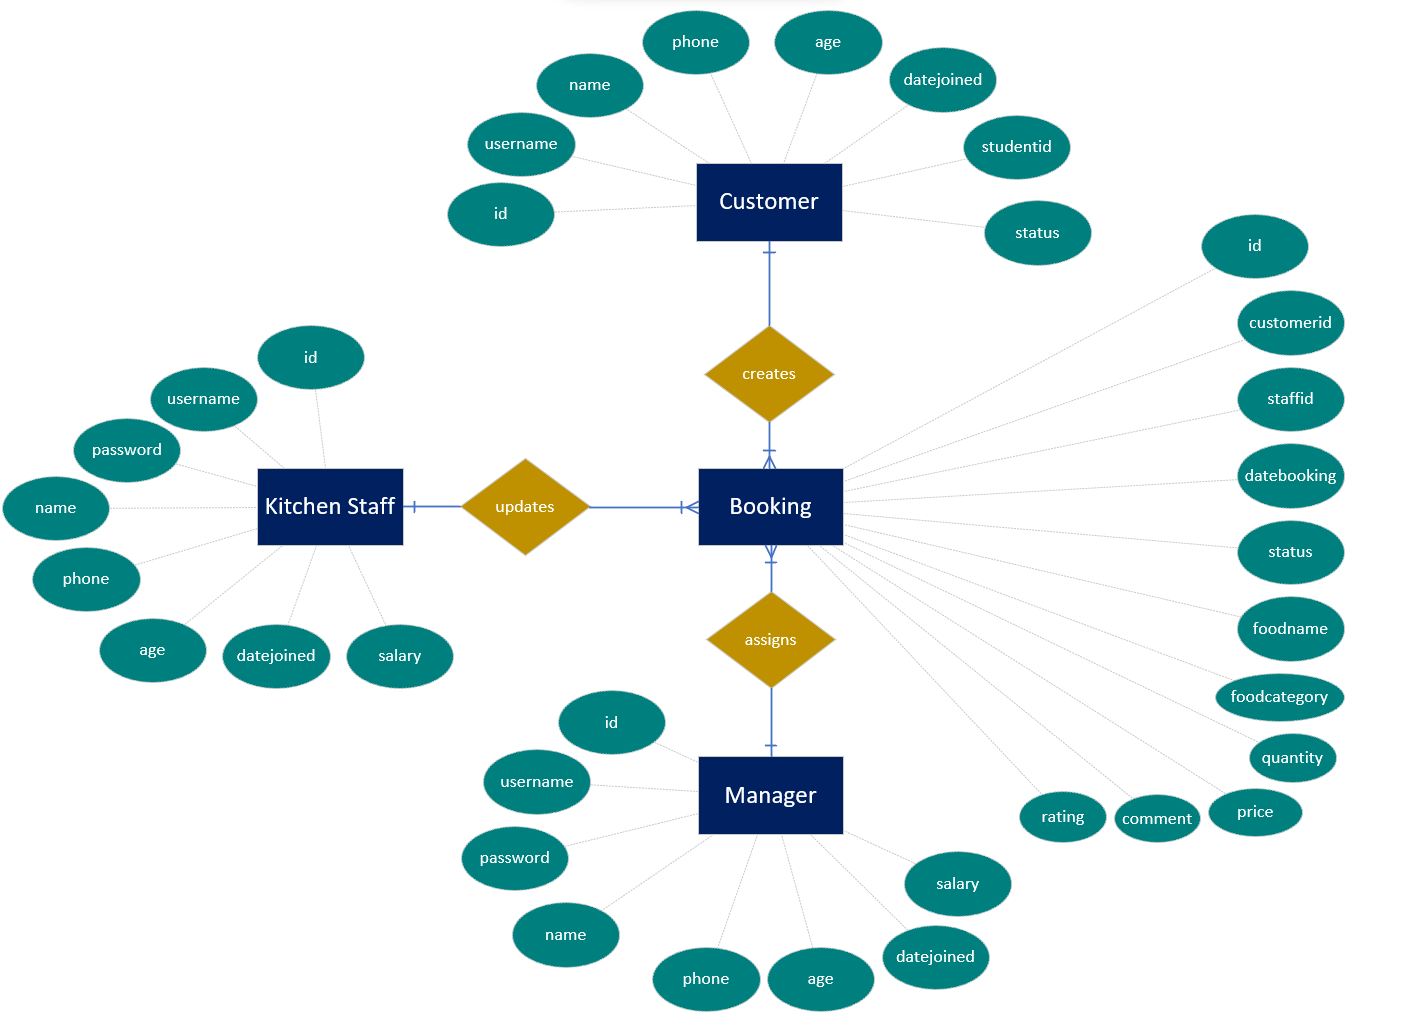 phone
age
name
datejoined
username
studentid
id
Customer
status
id
customerid
creates
id
staffid
username
password
datebooking
name
Kitchen Staff
updates
Booking
status
phone
foodname
age
datejoined
salary
assigns
foodcategory
id
quantity
username
Manager
rating
comment
price
password
salary
name
datejoined
phone
age